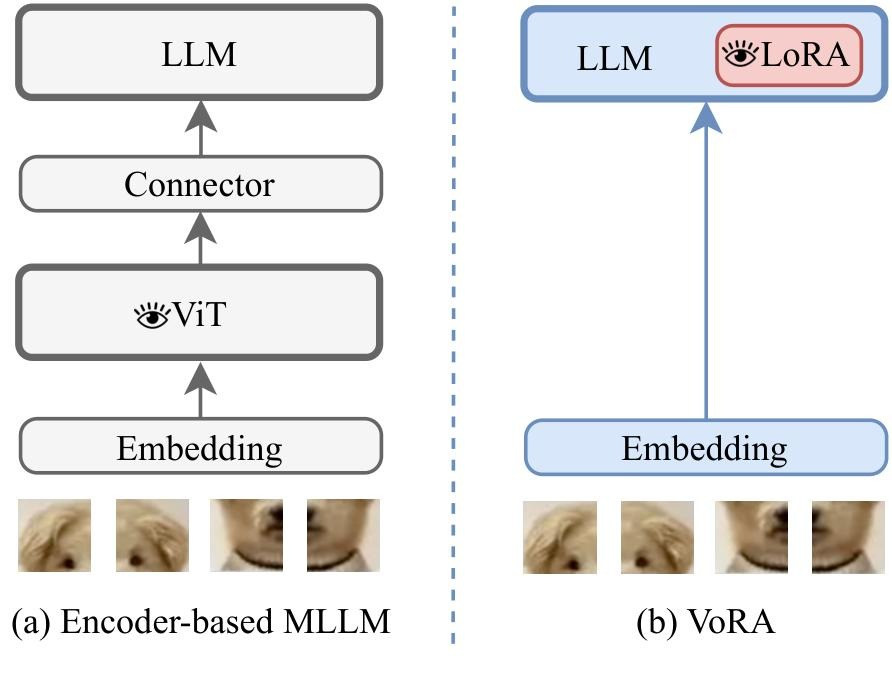 LLM
Connector
ViT
Embedding
(a) Encoder-based MLLM
LLM
LoRA
Embedding
(b) VoRA